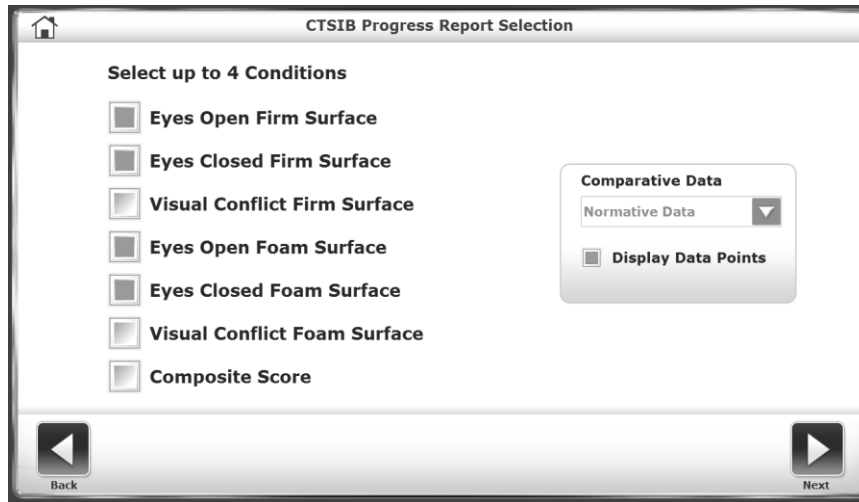 CTSIB Progress Report Selection
Select up to 4 Conditions
Eyes Open Firm Surface
Eyes Closed Firm Surface
Visual Conflict Firm Surface
Eyes Open Foam Surface
Eyes Closed Foam Surface
Visual Conflict Foam Surface
Composite Score
Comparative Data
Normative Data
Display Data Points
Back
Next